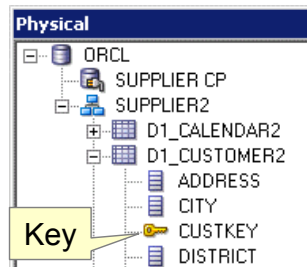 Physical
ORCL
SUPPLIER CP
SUPPLIER2
D1_CALENDAR2
D1_CUSTOMER2
ADDRESS
CITY
Key
CUSTKEY
DISTRICT